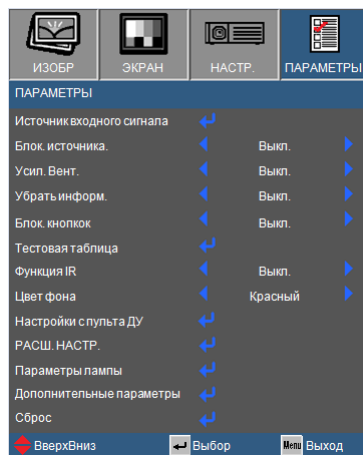 ИЗОБР ЭКРАН НАСТР. ПАРАМЕТРЫ
ПАРАМЕТРЫ
Источник входного сигнала
Блок. источника. Выкл.
Усил. Вент. Выкл.
Убрать информ. Выкл.
Блок. кнопкок Выкл.
Тестовая таблица
Функция IR Выкл.
Цвет фона Красный
Настройки с пульта ДУ
РАСШ. НАСТР.
Параметры лампы
Дополнительные параметры
Сброс
ВверхВниз Выбор Menu Выход